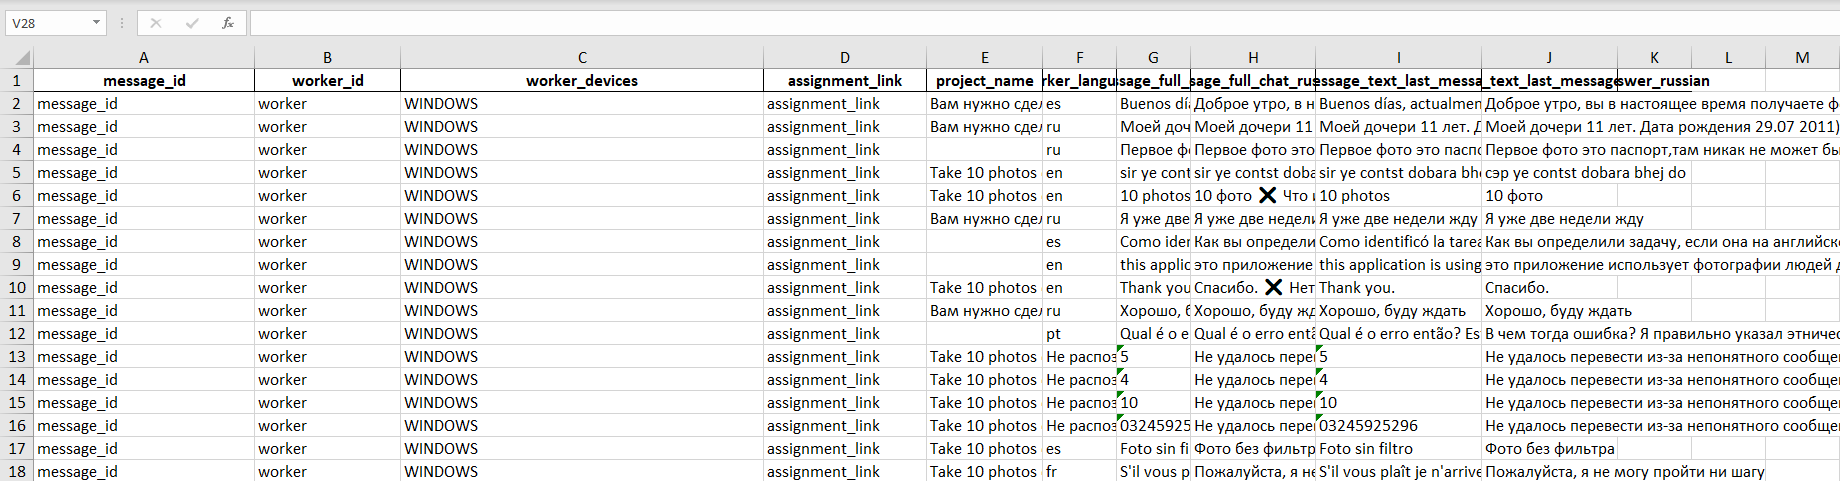 V28 fx
A B C D E F G H I J K L M
1 message_id worker_id worker_devices assignment_link project_name rker_langu sage_full_ sage_full_chat_rus essage_text_last_messa _text_last_message swer_russian
2 message_id worker WINDOWS assignment_link Вам нужно сдел es Buenos día Доброе утро, в н Buenos días, actualmen Доброе утро, вы в настоящее время получаете ф
3 message_id worker WINDOWS assignment_link Вам нужно сдел ru Моей доч Моей дочери 11 Моей дочери 11 лет. Д Моей дочери 11 лет. Дата рождения 29.07 2011)
4 message_id worker WINDOWS assignment_link ru Первое фо Первое фото это Первое фото это паспо Первое фото это паспорт,там никак не может бы
5 message_id worker WINDOWS assignment_link Take 10 photos en sir ye cont sir ye contst doba sir ye contst dobara bhe сэр ye contst dobara bhej do
6 message_id worker WINDOWS assignment_link Take 10 photos en 10 photos 10 фото ❌ Что и 10 photos 10 фото
7 message_id worker WINDOWS assignment_link Вам нужно сдел ru Я уже две Я уже две недели Я уже две недели жду Я уже две недели жду
8 message_id worker WINDOWS assignment_link es Como ider Как вы определи Como identificó la tarea Как вы определили задачу, если она на английско
9 message_id worker WINDOWS assignment_link en this applic это приложение this application is using это приложение использует фотографии людей д
10 message_id worker WINDOWS assignment_link Take 10 photos en Thank you Спасибо. ❌ Нет Thank you. Спасибо.
11 message_id worker WINDOWS assignment_link Вам нужно сдел ru Хорошо, б Хорошо, буду жд Хорошо, буду ждать Хорошо, буду ждать
12 message_id worker WINDOWS assignment_link pt Qual é o e Qual é o erro entã Qual é o erro então? Es В чем тогда ошибка? Я правильно указал этничес
13 message_id worker WINDOWS assignment_link Take 10 photos Не распоз 5 Не удалось пере 5 Не удалось перевести из-за непонятного сообще
14 message_id worker WINDOWS assignment_link Take 10 photos Не распоз 4 Не удалось пере 4 Не удалось перевести из-за непонятного сообще
15 message_id worker WINDOWS assignment_link Take 10 photos Не распоз 10 Не удалось пере 10 Не удалось перевести из-за непонятного сообще
16 message_id worker WINDOWS assignment_link Take 10 photos Не распоз 03245925 Не удалось пере 03245925296 Не удалось перевести из-за непонятного сообще
17 message_id worker WINDOWS assignment_link Take 10 photos es Foto sin fi Фото без фильтр Foto sin filtro Фото без фильтра
18 message_id worker WINDOWS assignment_link Take 10 photos fr S'il vous p Пожалуйста, я не S'il vous plaît je n'arrive Пожалуйста, я не могу пройти ни шагу